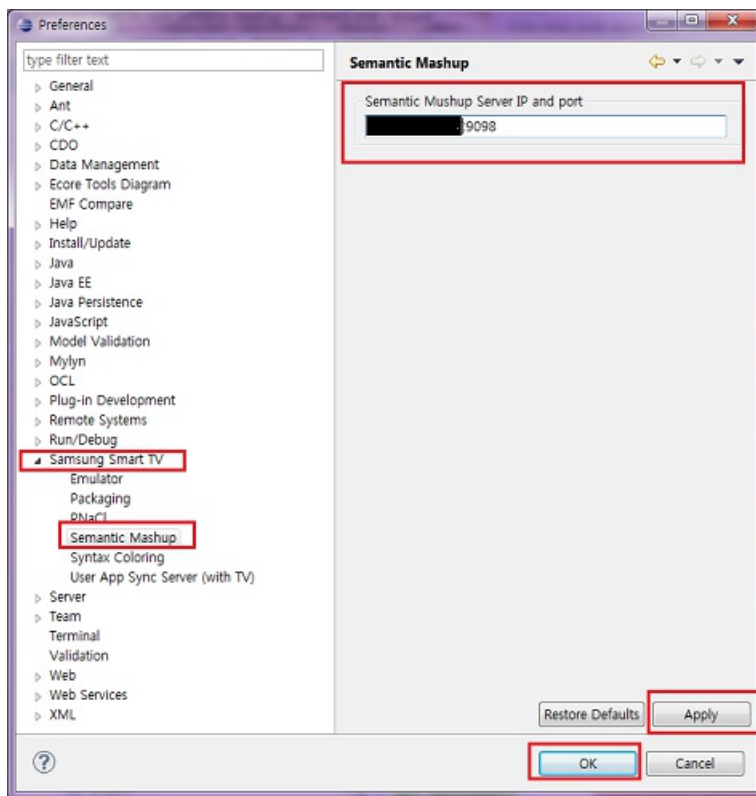 Preferences
type filter text
General
Ant
C/C++
CDO
Data Management
Ecore Tools Diagram
EMF Compare
Help
Install/Update
Java
Java EE
Java Persistence
JavaScript
Model Validation
Mylyn
OCL
Plug-in Development
Remote Systems
Run/Debug
Samsung Smart TV
Emulator
Packaging
PNaCl
Semantic Mashup
Syntax Coloring
User App Sync Server (with TV)
Server
Team
Terminal
Validation
Web
Web Services
XML
Semantic Mashup
Semantic Mushup Server IP and port
:9098
Restore Defaults
Apply
OK
Cancel